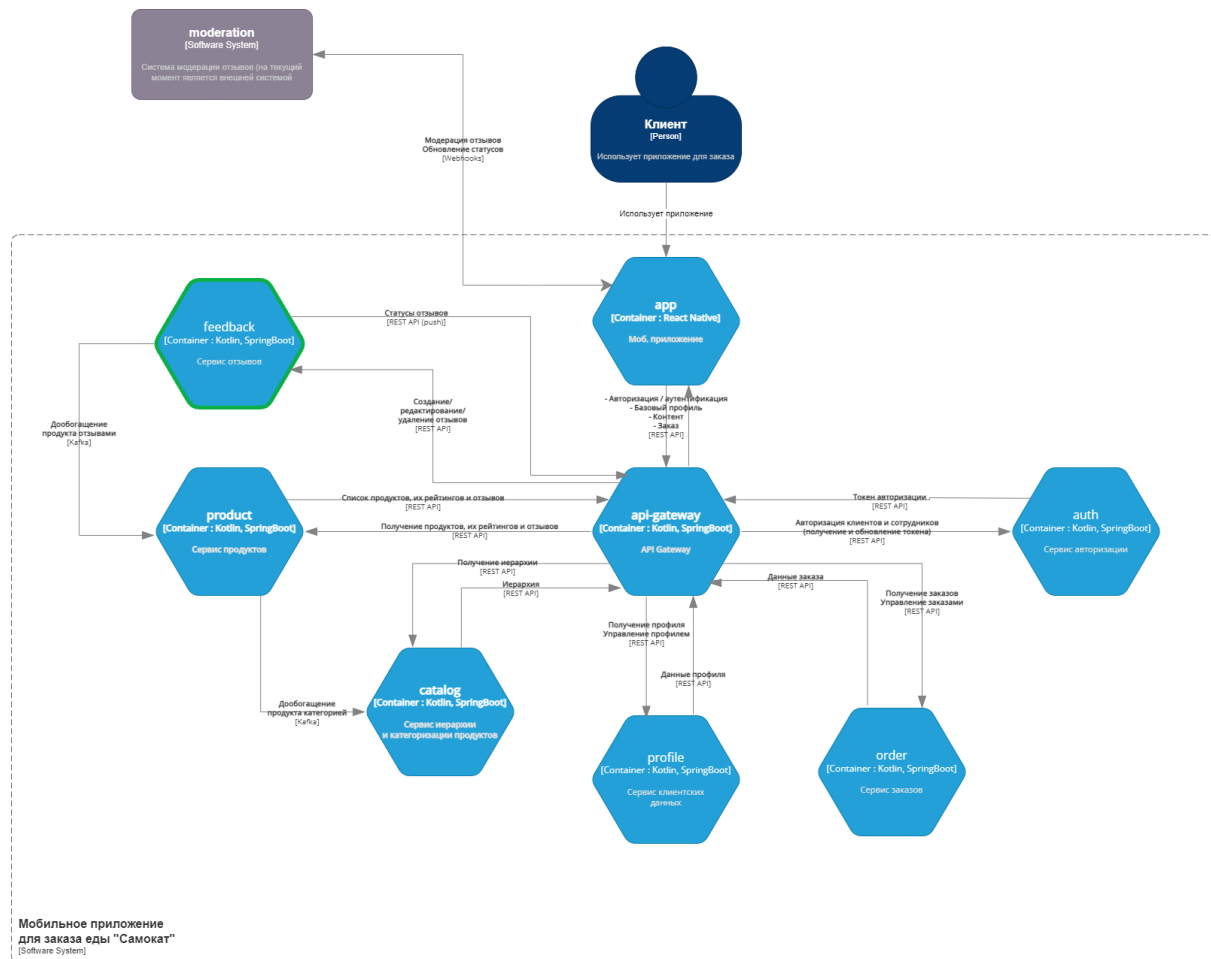 moderation
[Software System]
Система модерации отзывов (на текущий
момент является внешней системой
Клиент
[Person]
Использует приложение для заказа
Модерация отзывов
Обновление статусов
[Webhooks]
Использует приложение
app
[Container : React Native]
Моб. приложение
feedback
[Container : Kotlin, SpringBoot]
Сервис отзывов
Статусы отзывов
[REST API (push)]
Создание/
редактирование/
удаление отзывов
[REST API]
- Авторизация / аутентификация
- Базовый профиль
- Контент
- Заказ
[REST API]
Дообогащение
продукта отзывами
[Kafka]
product
[Container : Kotlin, SpringBoot]
Сервис продуктов
Список продуктов, их рейтингов и отзывов
[REST API]
Получение продуктов, их рейтингов и отзывов
[REST API]
api-gateway
[Container : Kotlin, SpringBoot]
API Gateway
Токен авторизации
[REST API]
Авторизация клиентов и сотрудников
(получение и обновление токена)
[REST API]
auth
[Container : Kotlin, SpringBoot]
Сервис авторизации
Получение иерархии
[REST API]
Иерархия
[REST API]
Данные заказа
[REST API]
Получение заказов
Управление заказами
[REST API]
Получение профиля
Управление профилем
[REST API]
Данные профиля
[REST API]
Дообогащение
продукта категорией
[Kafka]
catalog
[Container : Kotlin, SpringBoot]
Сервис иерархии
и категоризации продуктов
profile
[Container : Kotlin, SpringBoot]
Сервис клиентских
данных
order
[Container : Kotlin, SpringBoot]
Сервис заказов
Мобильное приложение
для заказа еды "Самокат"
[Software System]